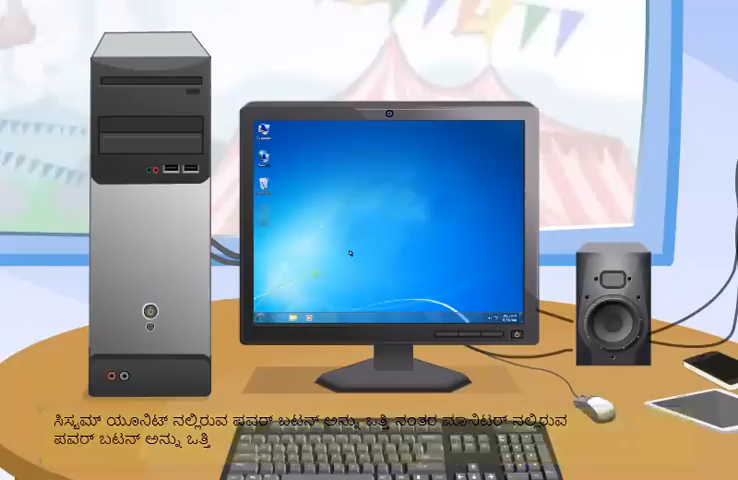 ಸಿಸ್ಟಮ್ ಯೂನಿಟ್ ನಲ್ಲಿರುವ ಪವರ್ ಬಟನ್ ಅನ್ನು ಒತ್ತಿ ನಂತರ ಮಾನಿಟರ್ ನಲ್ಲಿರುವ
ಪವರ್ ಬಟನ್ ಅನ್ನು ಒತ್ತಿ